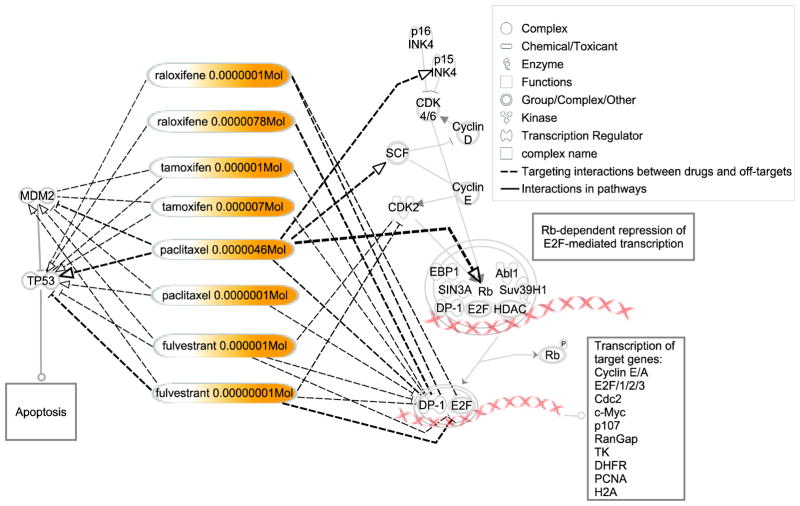 p16
INK4
p15
INK4
CDK
4/6
Cyclin
D
SCF
Cyclin
E
CDK2
raloxifene 0.0000001Mol
raloxifene 0.0000078Mol
tamoxifen 0.000001Mol
tamoxifen 0.000007Mol
paclitaxel 0.0000046Mol
paclitaxel 0.0000001Mol
fulvestrant 0.000001Mol
fulvestrant 0.00000001Mol
MDM2
TP53
Apoptosis
Complex
Chemical/Toxicant
Enzyme
Functions
Group/Complex/Other
Kinase
Transcription Regulator
complex name
Targeting interactions between drugs and off-targets
Interactions in pathways
Rb-dependent repression of
E2F-mediated transcription
EBP1
Abl1
SIN3A
Rb
Suv39H1
DP-1
E2F
HDAC
P
Rb
DP-1
E2F
Transcription of
target genes:
Cyclin E/A
E2F/1/2/3
Cdc2
c-Myc
p107
RanGap
TK
DHFR
PCNA
H2A